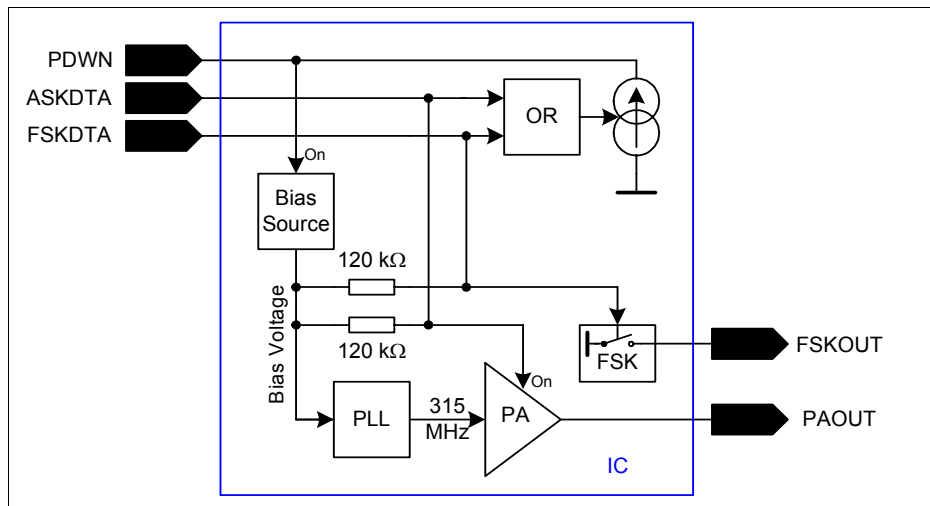 PDWN
ASKDTA
FSKDTA
OR
On
Bias
Source
120 kΩ
120 kΩ
Bias Voltage
FSK
FSKOUT
On
PLL
315
MHz
PA
PAOUT
IC